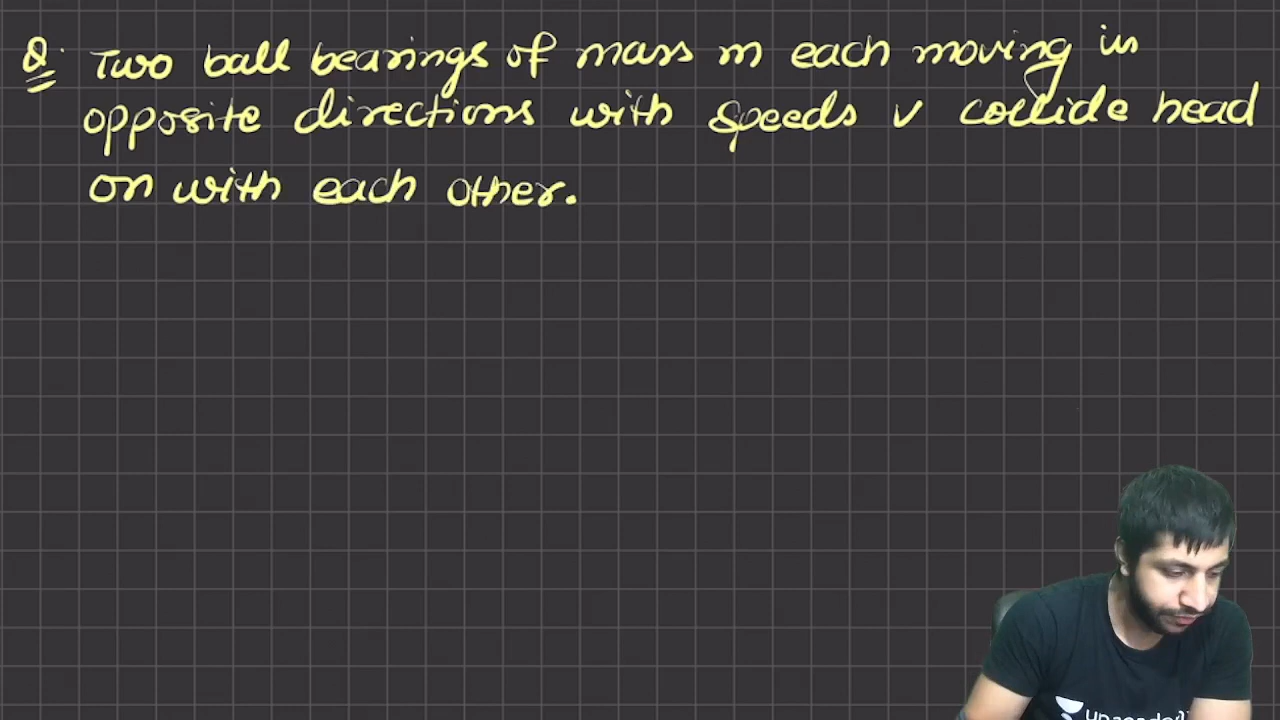 Q. Two ball bearings of mass m each moving in
opposite directions with speeds v collide head
on with each other.